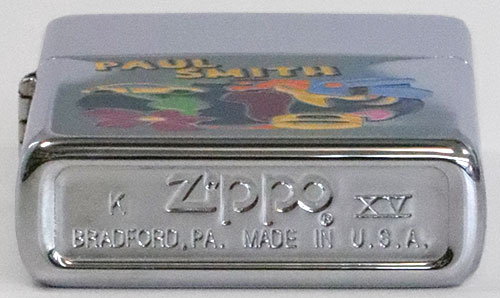 PAUL
SMITH
K Zippo® XV
BRADFORD, PA. MADE IN U.S.A.